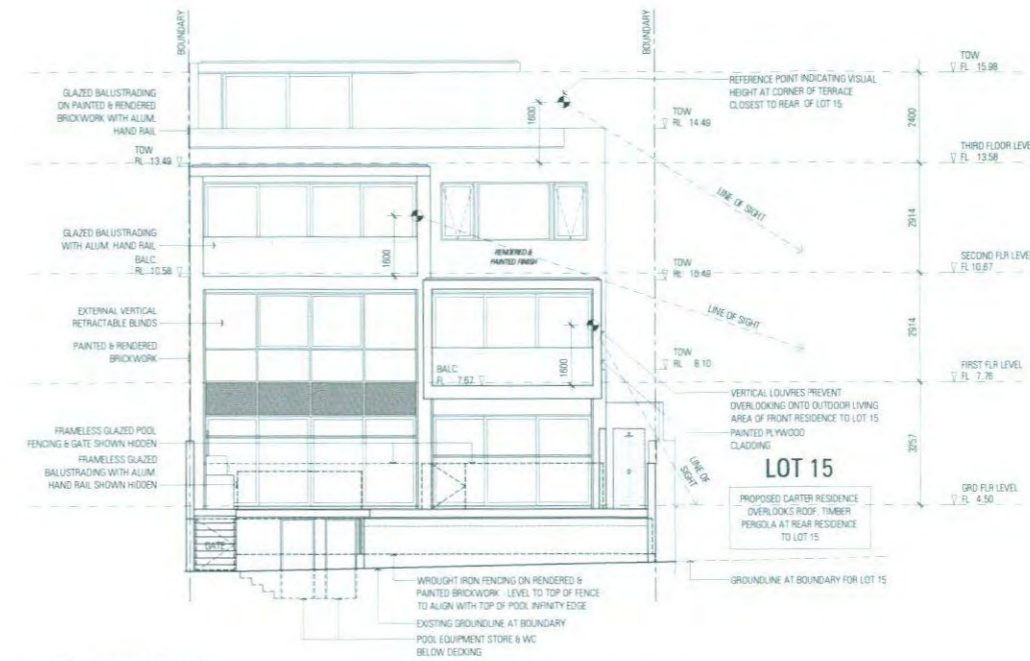 BOUNDARY
BOUNDARY
GLAZED BALUSTRADING
ON PAINTED & RENDERED
BRICKWORK WITH ALUM.
HAND RAIL
TOW
RL 13.49
GLAZED BALUSTRADING
WITH ALUM. HAND RAIL
BALC
RL 10.58
EXTERNAL VERTICAL
RETRACTABLE BLINDS
PAINTED & RENDERED
BRICKWORK
FRAMELESS GLAZED POOL
FENCING & GATE SHOWN HIDDEN
FRAMELESS GLAZED
BALUSTRADING WITH ALUM.
HAND RAIL SHOWN HIDDEN
GATE
1600
1600
1600
RENDERED &
PAINTED FINISH
BALC
FL 7.67
REFERENCE POINT INDICATING VISUAL
HEIGHT AT CORNER OF TERRACE
CLOSEST TO REAR OF LOT 15
TOW
RL 14.49
LINE OF SIGHT
TOW
RL 10.49
LINE OF SIGHT
TOW
RL 8.10
VERTICAL LOUVRES PREVENT
OVERLOOKING ONTO OUTDOOR LIVING
AREA OF FRONT RESIDENCE TO LOT 15
PAINTED PLYWOOD
CLADDING
LINE OF
SIGHT
LOT 15
PROPOSED CARTER RESIDENCE
OVERLOOKS ROOF, TIMBER
PERGOLA AT REAR RESIDENCE
TO LOT 15
TOW
FL 15.98
2400
THIRD FLOOR LEVE
FL 13.58
2914
SECOND FLR LEVEL
FL 10.67
2914
FIRST FLR LEVEL
FL 7.76
3257
GRD FLR LEVEL
FL 4.50
GROUNDLINE AT BOUNDARY FOR LOT 15
WROUGHT IRON FENCING ON RENDERED &
PAINTED BRICKWORK - LEVEL TO TOP OF FENCE
TO ALIGN WITH TOP OF POOL INFINITY EDGE
EXISTING GROUNDLINE AT BOUNDARY
POOL EQUIPMENT STORE & WC
BELOW DECKING